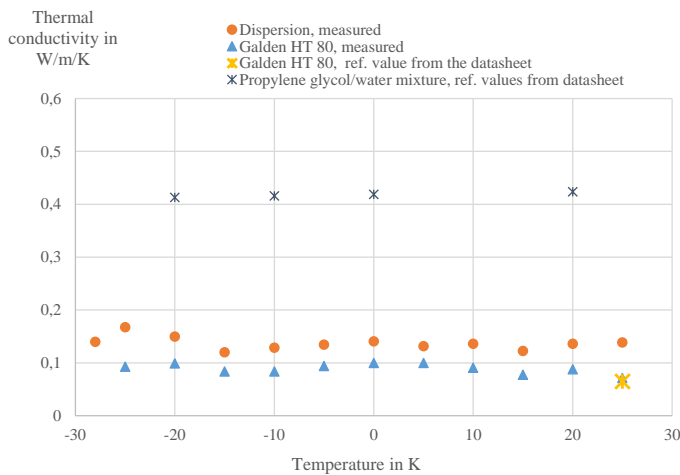 Thermal
conductivity in
W/m/K
Dispersion, measured
Galden HT 80, measured
Galden HT 80, ref. value from the datasheet
Propylene glycol/water mixture, ref. values from datasheet
0,6
0,5
0,4
0,3
0,2
0,1
0
-30 -20 -10 0 10 20 30
Temperature in K